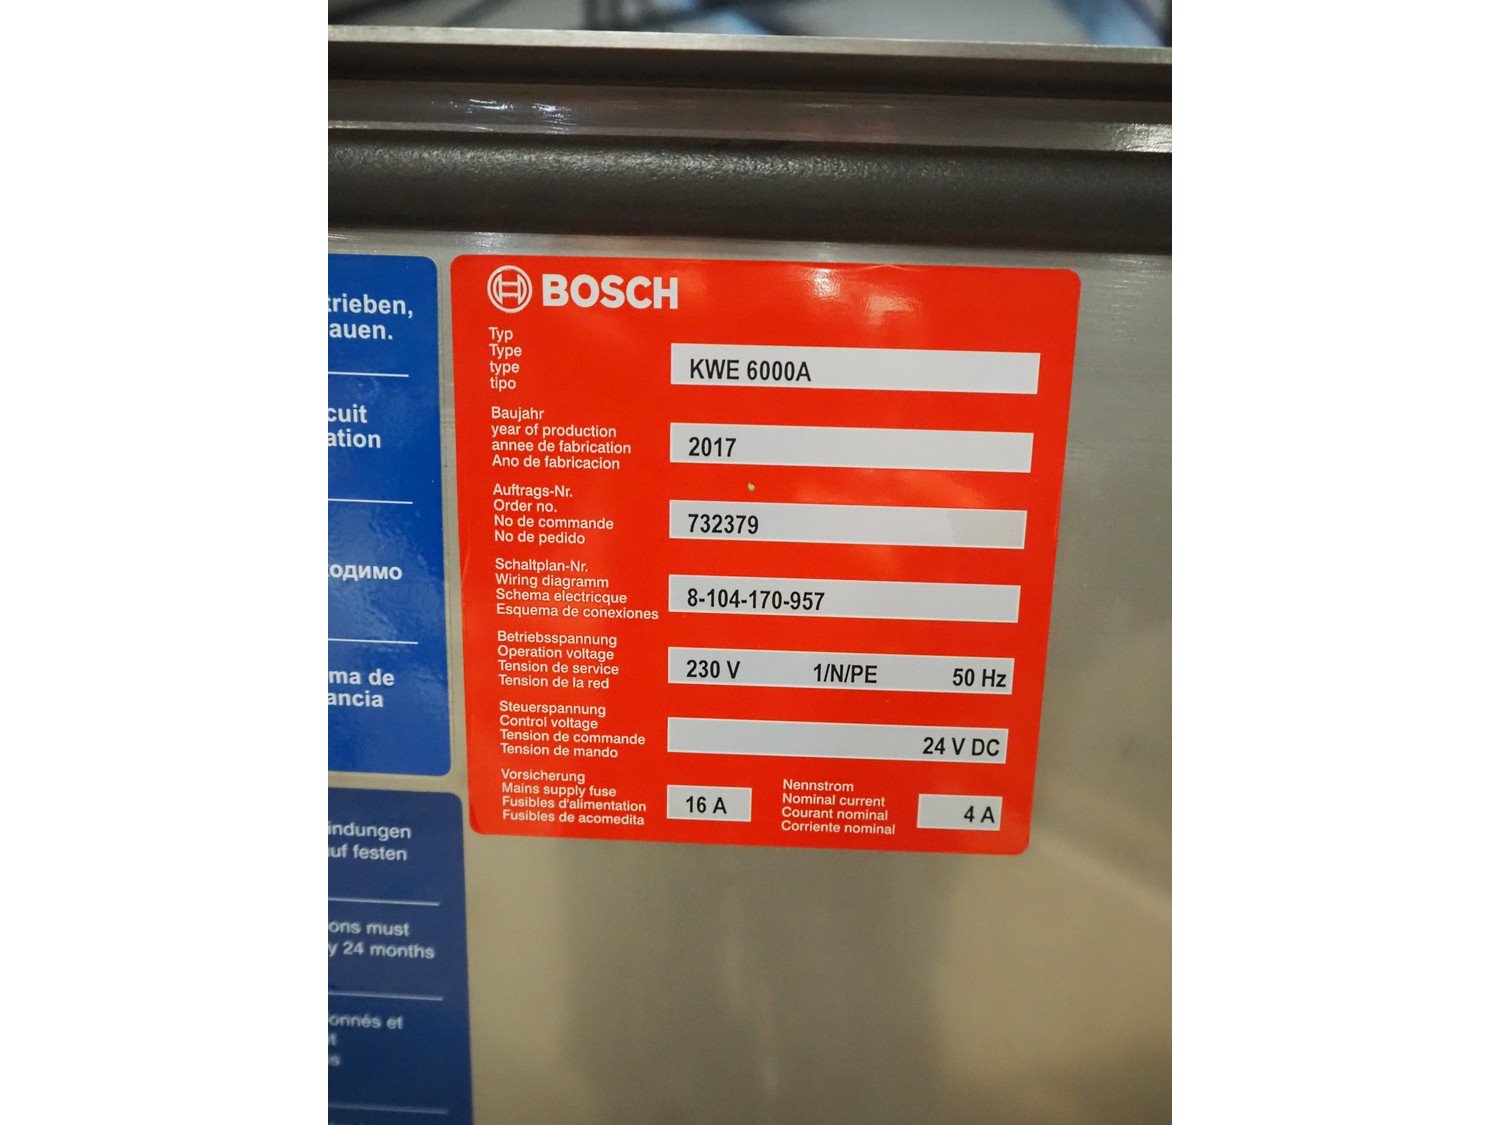 trieben,
auen.
cuit
ation
ма de
ancia
indungen
uf festen
ons must
y 24 months
onnés et
BOSCH
Typ
Type
type
tipo
KWE 6000A
Baujahr
year of production
annee de fabrication
Ano de fabricacion
2017
Auftrags-Nr.
Order no.
No de commande
No de pedido
732379
Schaltplan-Nr.
Wiring diagramm
Schema electricque
Esquema de conexiones
8-104-170-957
Betriebsspannung
Operation voltage
Tension de service
Tension de la red
230 V 1/N/PE 50 Hz
Steuerspannung
Control voltage
Tension de commande
Tension de mando
24 V DC
Vorsicherung
Mains supply fuse
Fusibles d'alimentation
Fusibles de acomedita
16 A
Nennstrom
Nominal current
Courant nominal
Corriente nominal
4 A